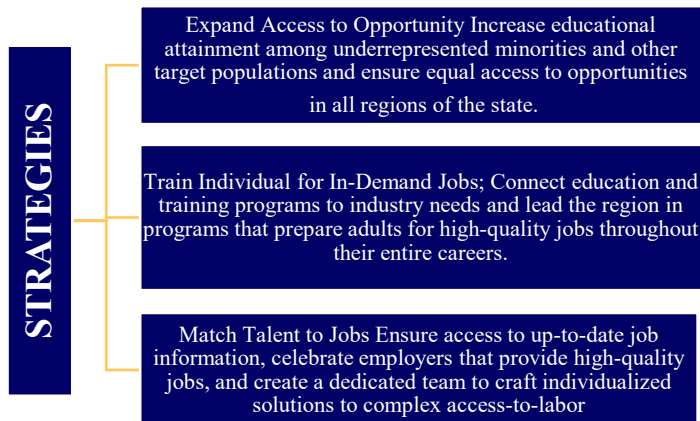 STRATEGIES
Expand Access to Opportunity Increase educational
attainment among underrepresented minorities and other
target populations and ensure equal access to opportunities
in all regions of the state.
Train Individual for In-Demand Jobs; Connect education and
training programs to industry needs and lead the region in
programs that prepare adults for high-quality jobs throughout
their entire careers.
Match Talent to Jobs Ensure access to up-to-date job
information, celebrate employers that provide high-quality
jobs, and create a dedicated team to craft individualized
solutions to complex access-to-labor